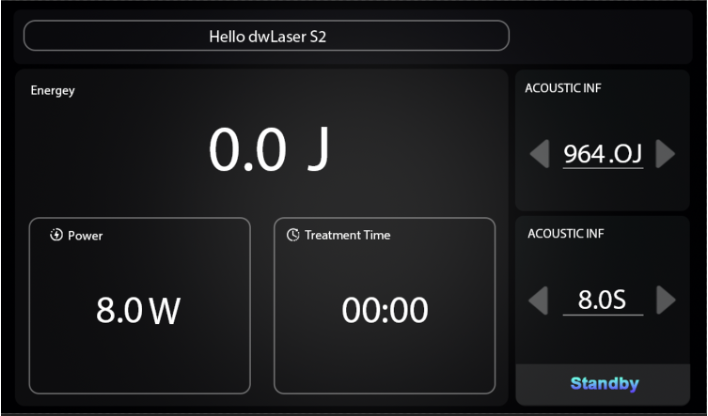 Hello dwLaser S2
Energey
0.0 J
Power
8.0 W
Treatment Time
00:00
ACOUSTIC INF
964.OJ
ACOUSTIC INF
8.0S
Standby